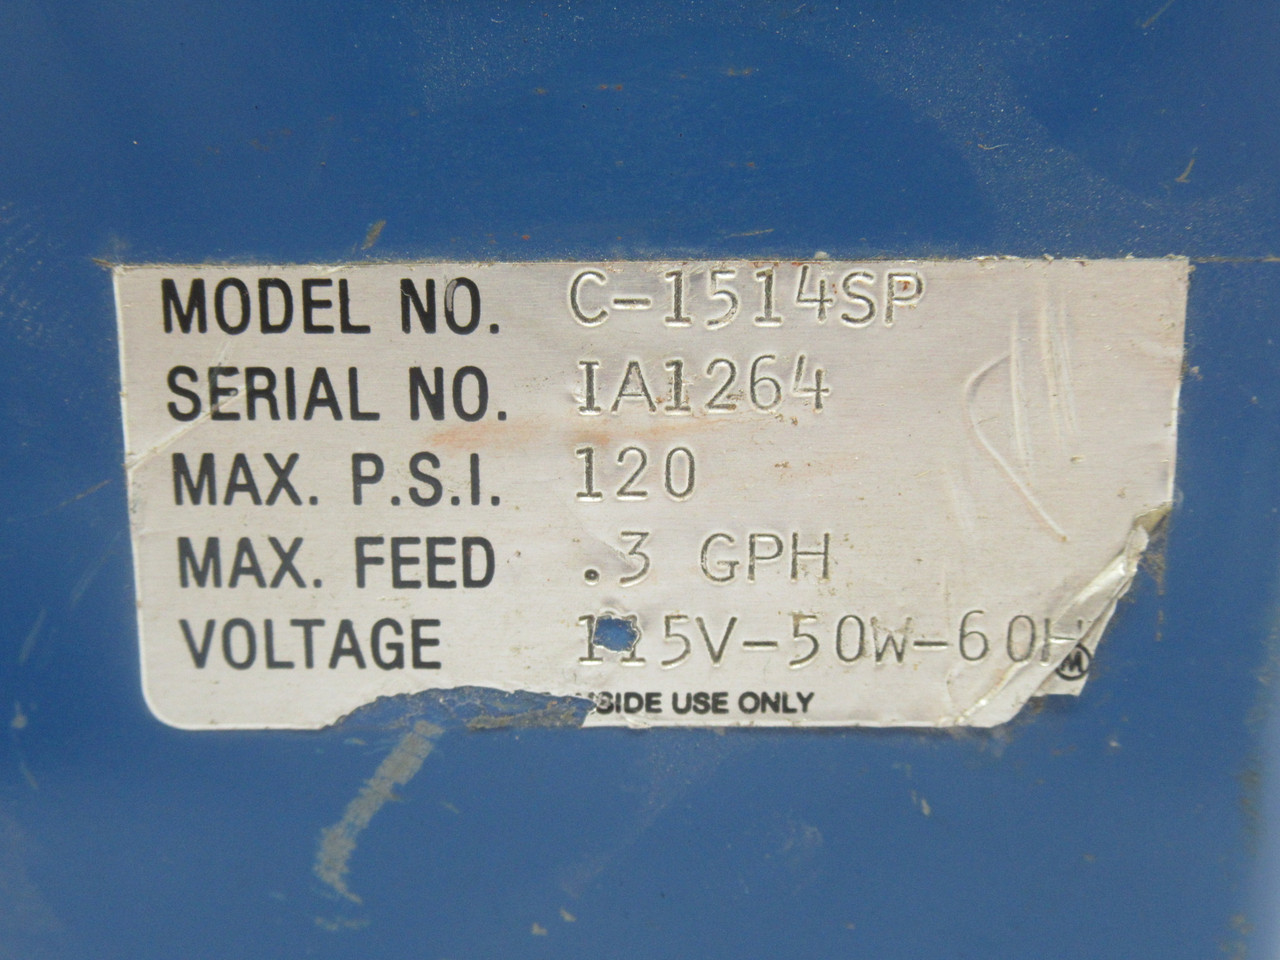 MODEL NO. C-1514SP
SERIAL NO. IA1264
MAX. P.S.I. 120
MAX. FEED .3 GPH
VOLTAGE 115V-50W-60H
M
SIDE USE ONLY